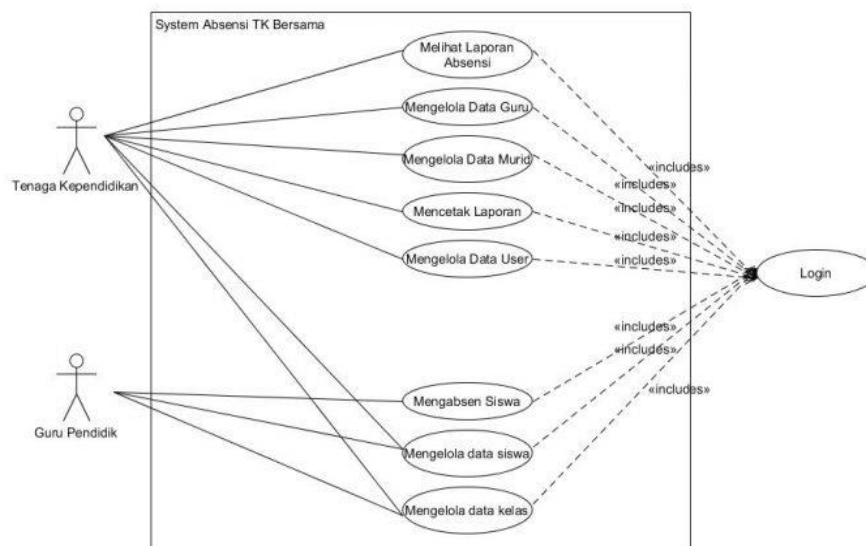 System Absensi TK Bersama
Melihat Laporan
Absensi
Mengelola Data Guru
Mengelola Data Murid
Tenaga Kependidikan
Mencetak Laporan
Mengelola Data User
«includes»
«includes»
«includes»
«includes»
«includes»
Login
«includes»
«includes»
«includes»
Mengabsen Siswa
Guru Pendidik
Mengelola data siswa
Mengelola data kelas